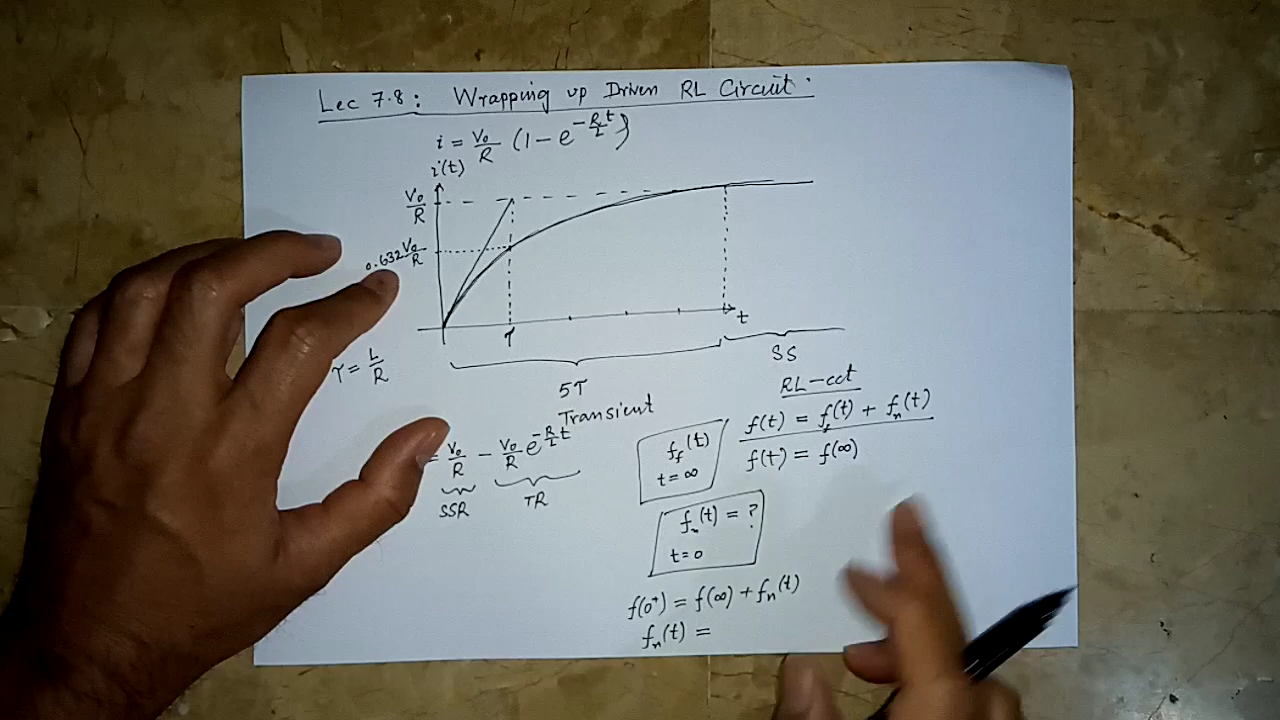 Lec 7.8: Wrapping up Driven RL Circuit.
i = V₀/R (1 - e^(-R/L t))
i(t)
V₀/R
0.632 V₀/R
τ
t
τ = L/R
5τ
SS
Transient
= V₀/R - V₀/R e^(-R/L t)
SSR
TR
RL-cct
f(t) = f_f(t) + f_n(t)
f(t) = f(∞)
f_f(t)
t = ∞
f_n(t) = ?
t = 0
f(0⁺) = f(∞) + f_n(t)
f_n(t) =